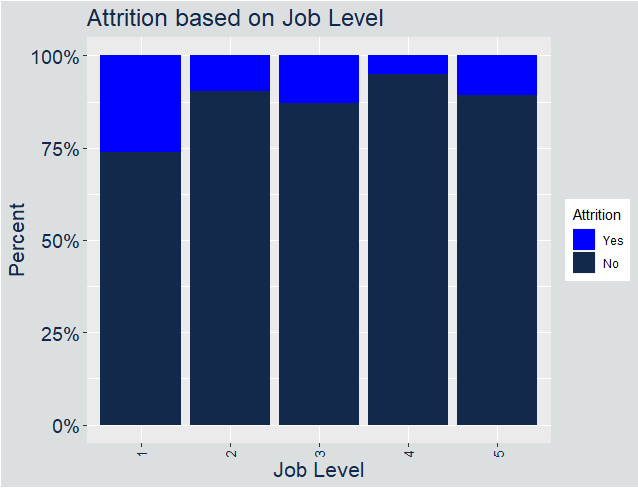 Attrition based on Job Level
100%
75%
50%
25%
0%
Percent
1
2
3
4
5
Job Level
Attrition
Yes
No